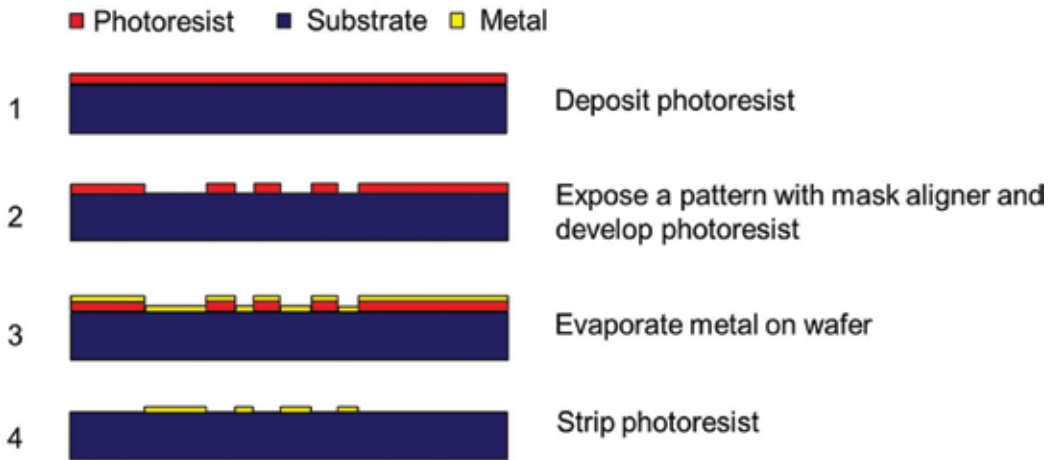 Photoresist Substrate Metal
1 Deposit photoresist
2 Expose a pattern with mask aligner and
develop photoresist
3 Evaporate metal on wafer
4 Strip photoresist